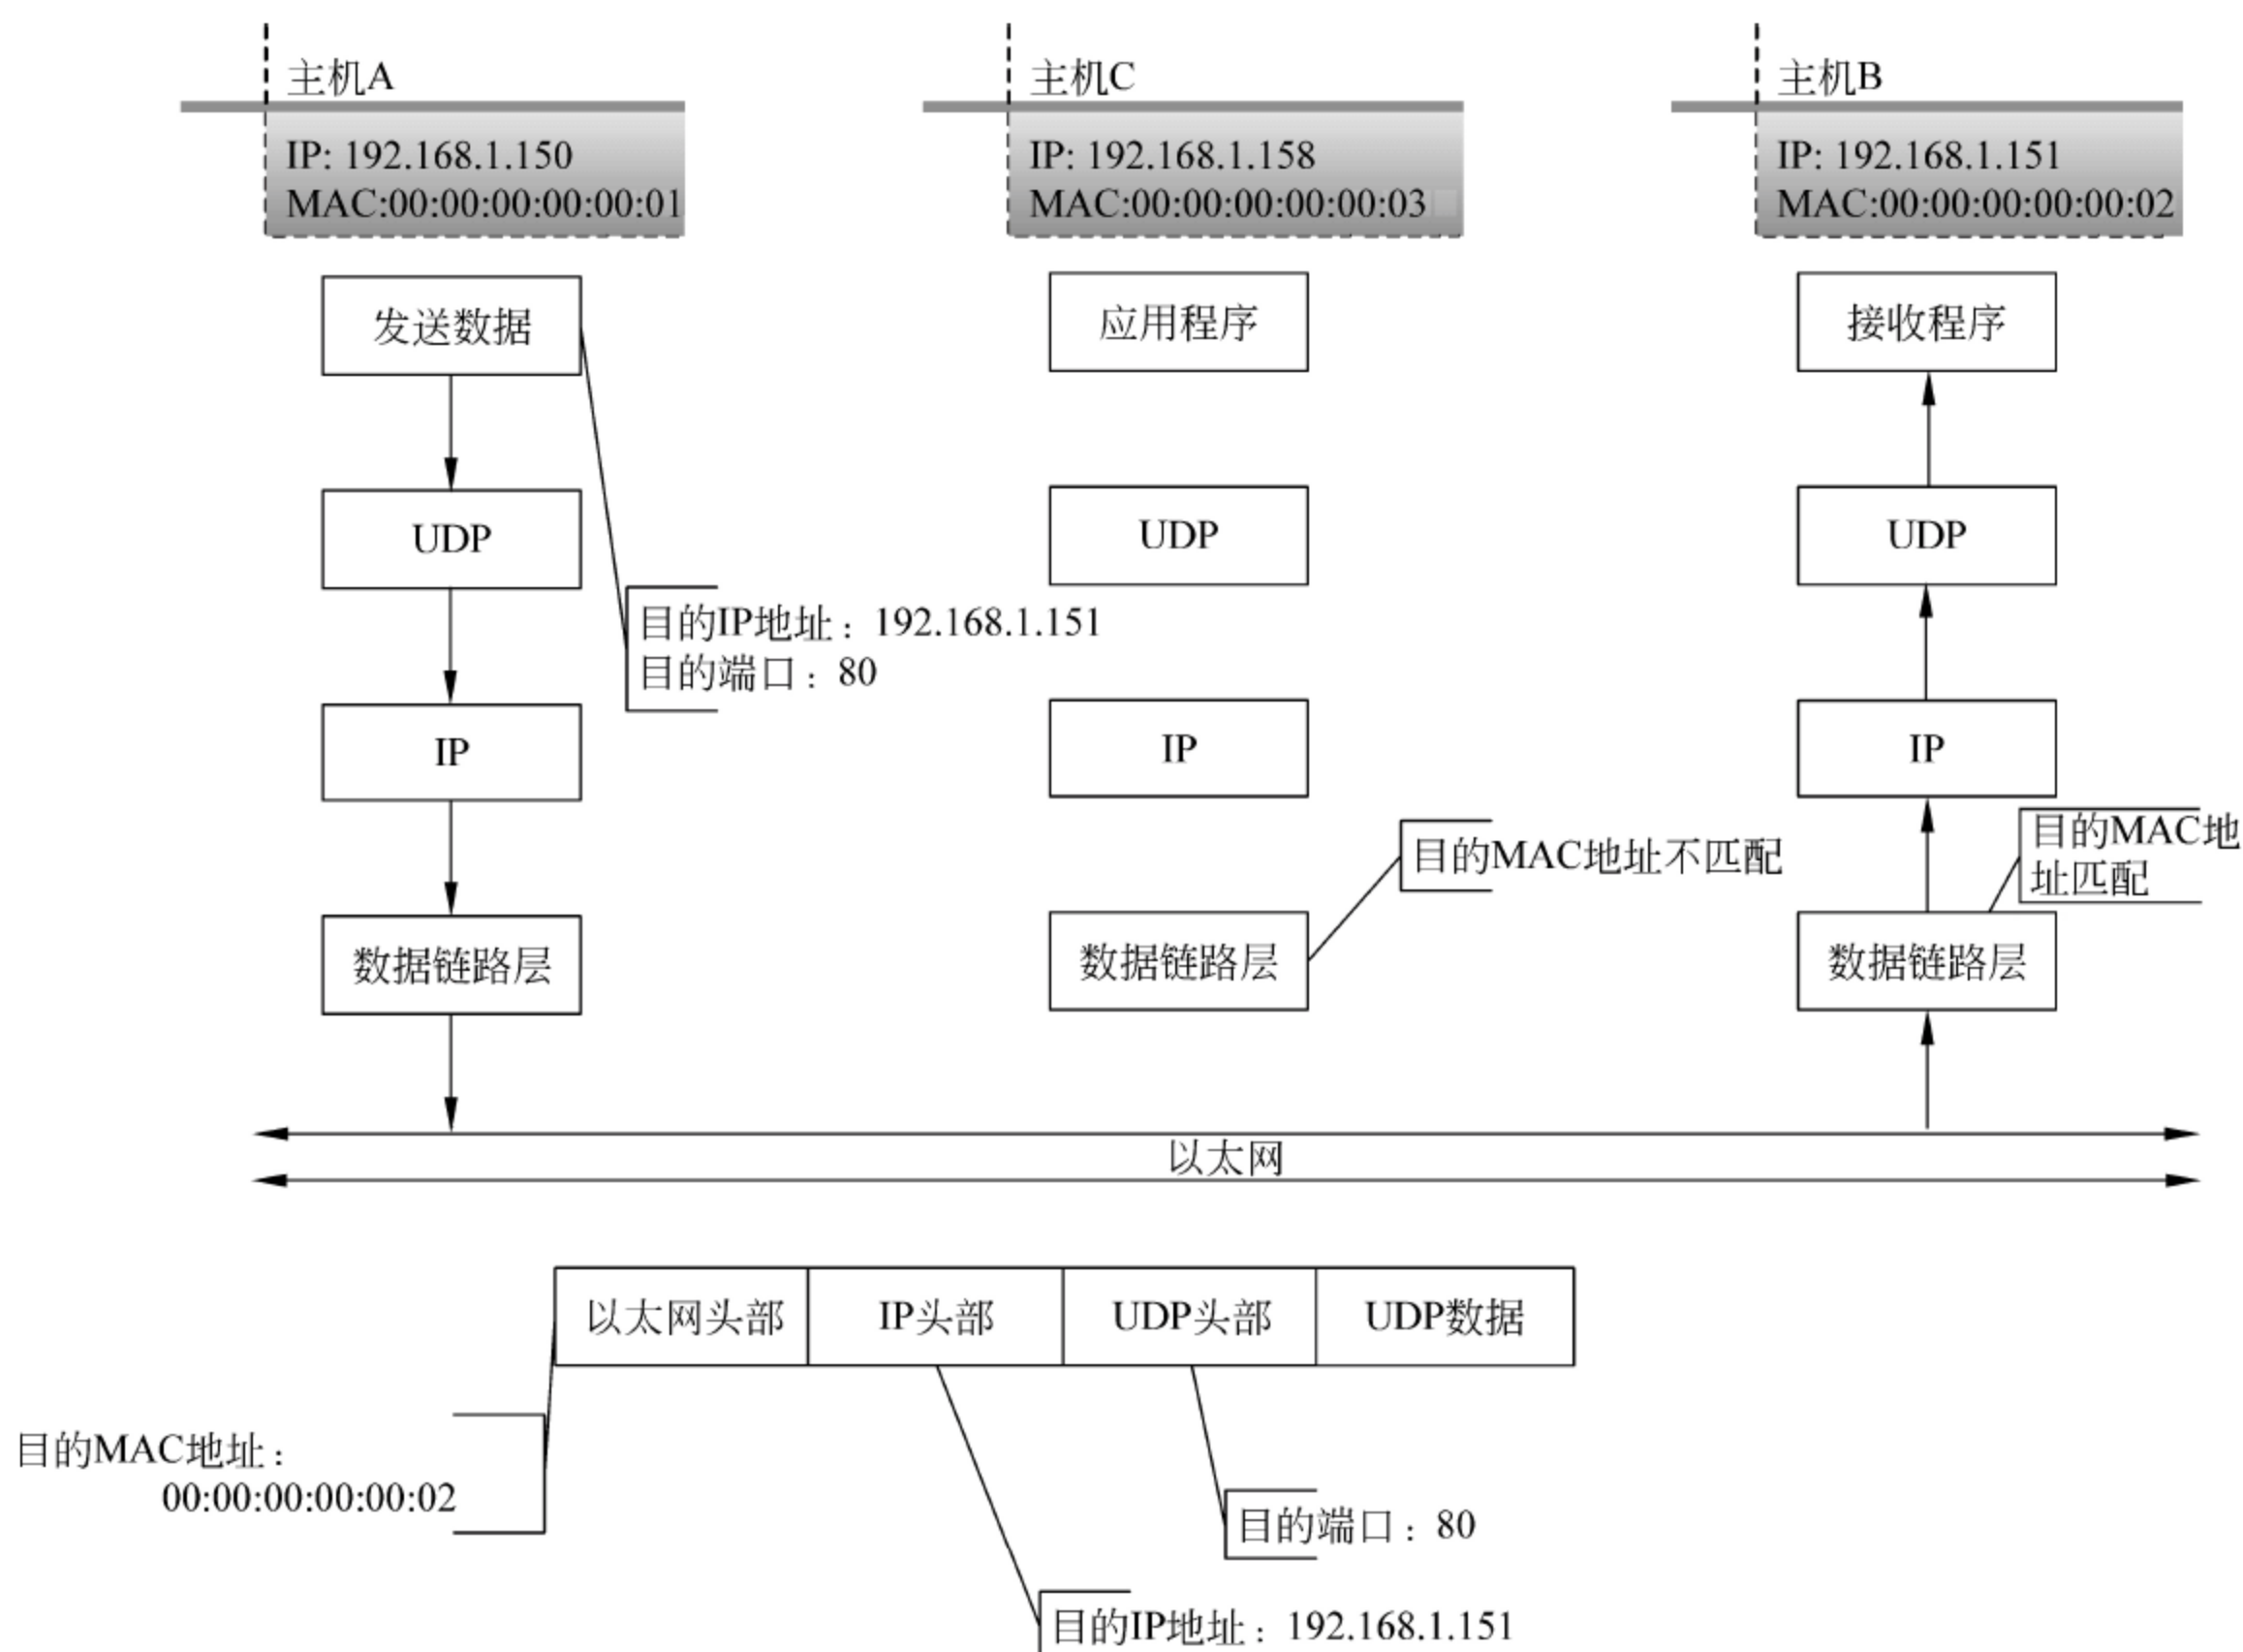 主机A
IP: 192.168.1.150
MAC:00:00:00:00:00:01
主机C
IP: 192.168.1.158
MAC:00:00:00:00:00:03
主机B
IP: 192.168.1.151
MAC:00:00:00:00:00:02
发送数据
应用程序
接收程序
UDP
UDP
UDP
目的IP地址：192.168.1.151
目的端口：80
IP
IP
IP
目的MAC地址不匹配
目的MAC地
址匹配
数据链路层
数据链路层
数据链路层
以太网
以太网头部
IP头部
UDP头部
UDP数据
目的MAC地址：
00:00:00:00:00:02
目的端口：80
目的IP地址：192.168.1.151